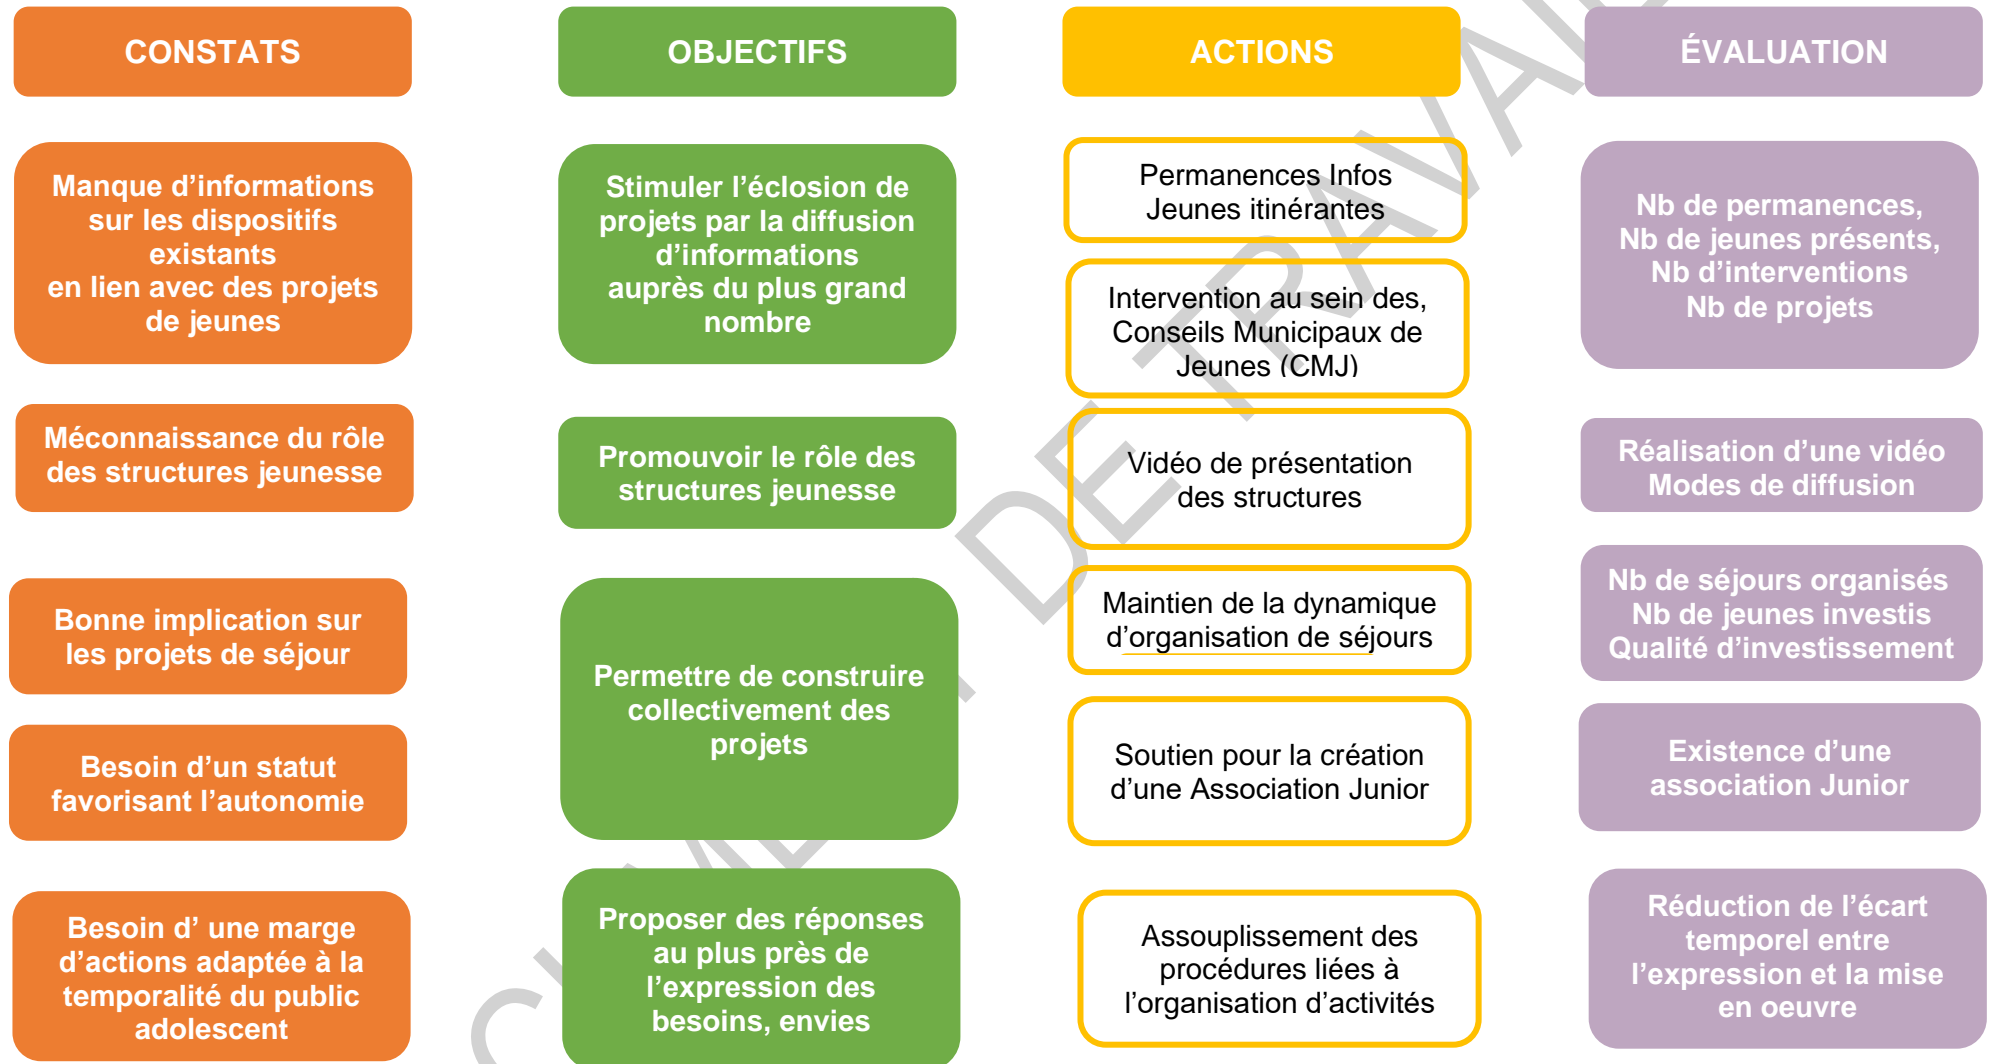 CONSTATS
OBJECTIFS
ACTIONS
ÉVALUATION
Manque d’informations
sur les dispositifs
existants
en lien avec des projets
de jeunes
Stimuler l’éclosion de
projets par la diffusion
d’informations
auprès du plus grand
nombre
Permanences Infos
Jeunes itinérantes
Intervention au sein des,
Conseils Municipaux de
Jeunes (CMJ)
Nb de permanences,
Nb de jeunes présents,
Nb d’interventions
Nb de projets
Méconnaissance du rôle
des structures jeunesse
Promouvoir le rôle des
structures jeunesse
Vidéo de présentation
des structures
Réalisation d’une vidéo
Modes de diffusion
Bonne implication sur
les projets de séjour
Permettre de construire
collectivement des
projets
Maintien de la dynamique
d’organisation de séjours
Nb de séjours organisés
Nb de jeunes investis
Qualité d’investissement
Besoin d’un statut
favorisant l’autonomie
Soutien pour la création
d’une Association Junior
Existence d’une
association Junior
Besoin d’ une marge
d’actions adaptée à la
temporalité du public
adolescent
Proposer des réponses
au plus près de
l’expression des
besoins, envies
Assouplissement des
procédures liées à
l’organisation d’activités
Réduction de l’écart
temporel entre
l’expression et la mise
en oeuvre
DE TRAVAIL